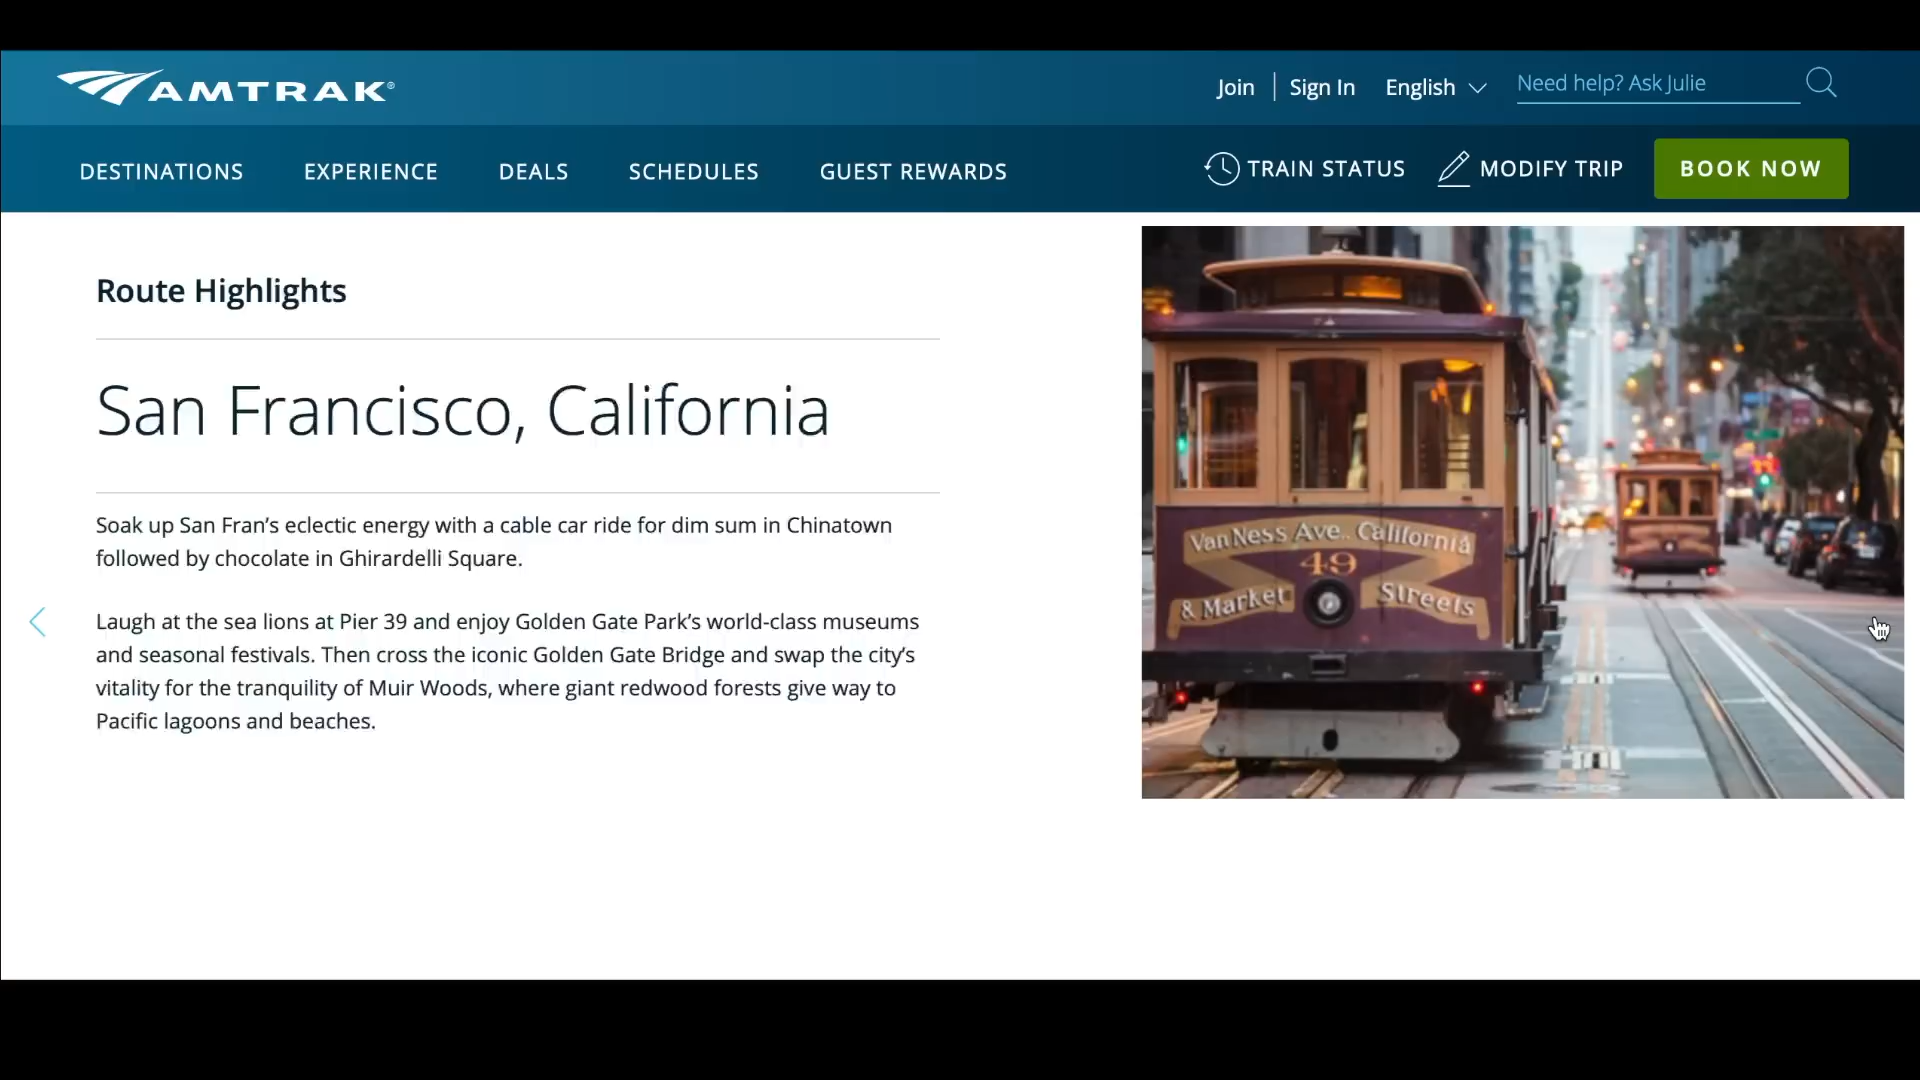 AMTRAK®
Join
Sign In
English
Need help? Ask Julie
DESTINATIONS
EXPERIENCE
DEALS
SCHEDULES
GUEST REWARDS
TRAIN STATUS
MODIFY TRIP
BOOK NOW
Route Highlights
San Francisco, California
Soak up San Fran’s eclectic energy with a cable car ride for dim sum in Chinatown
followed by chocolate in Ghirardelli Square.
Laugh at the sea lions at Pier 39 and enjoy Golden Gate Park’s world-class museums
and seasonal festivals. Then cross the iconic Golden Gate Bridge and swap the city’s
vitality for the tranquility of Muir Woods, where giant redwood forests give way to
Pacific lagoons and beaches.
Van Ness Ave.. California
49
& Market Streets